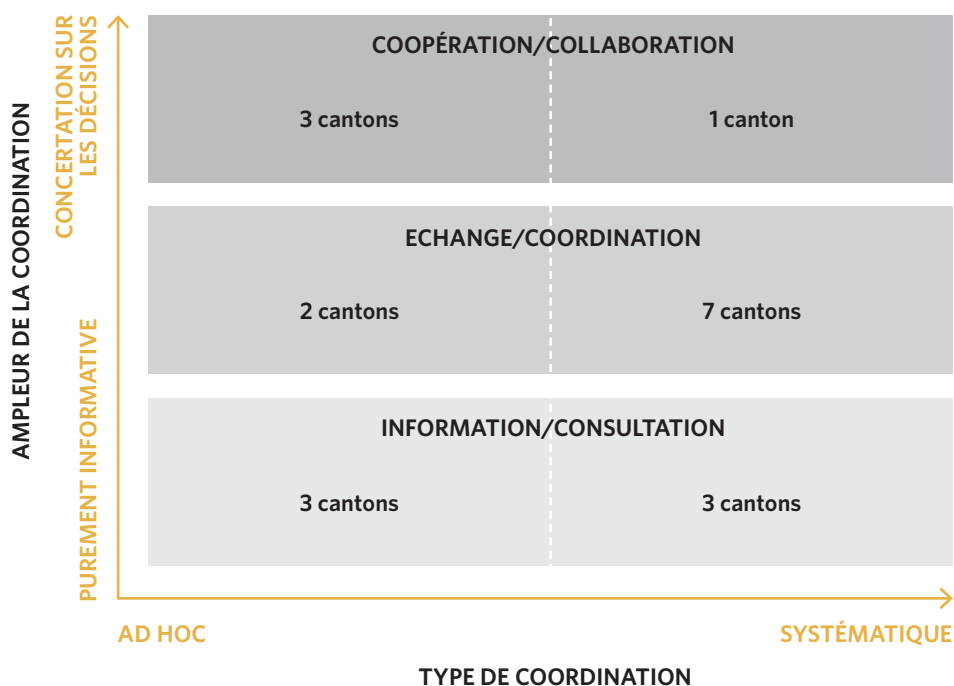 AMPLEUR DE LA COORDINATION
CONCERTATION SUR
LES DÉCISIONS
PUREMENT INFORMATIVE
COOPÉRATION/COLLABORATION
3 cantons
1 canton
ECHANGE/COORDINATION
2 cantons
7 cantons
INFORMATION/CONSULTATION
3 cantons
3 cantons
AD HOC
SYSTÉMATIQUE
TYPE DE COORDINATION